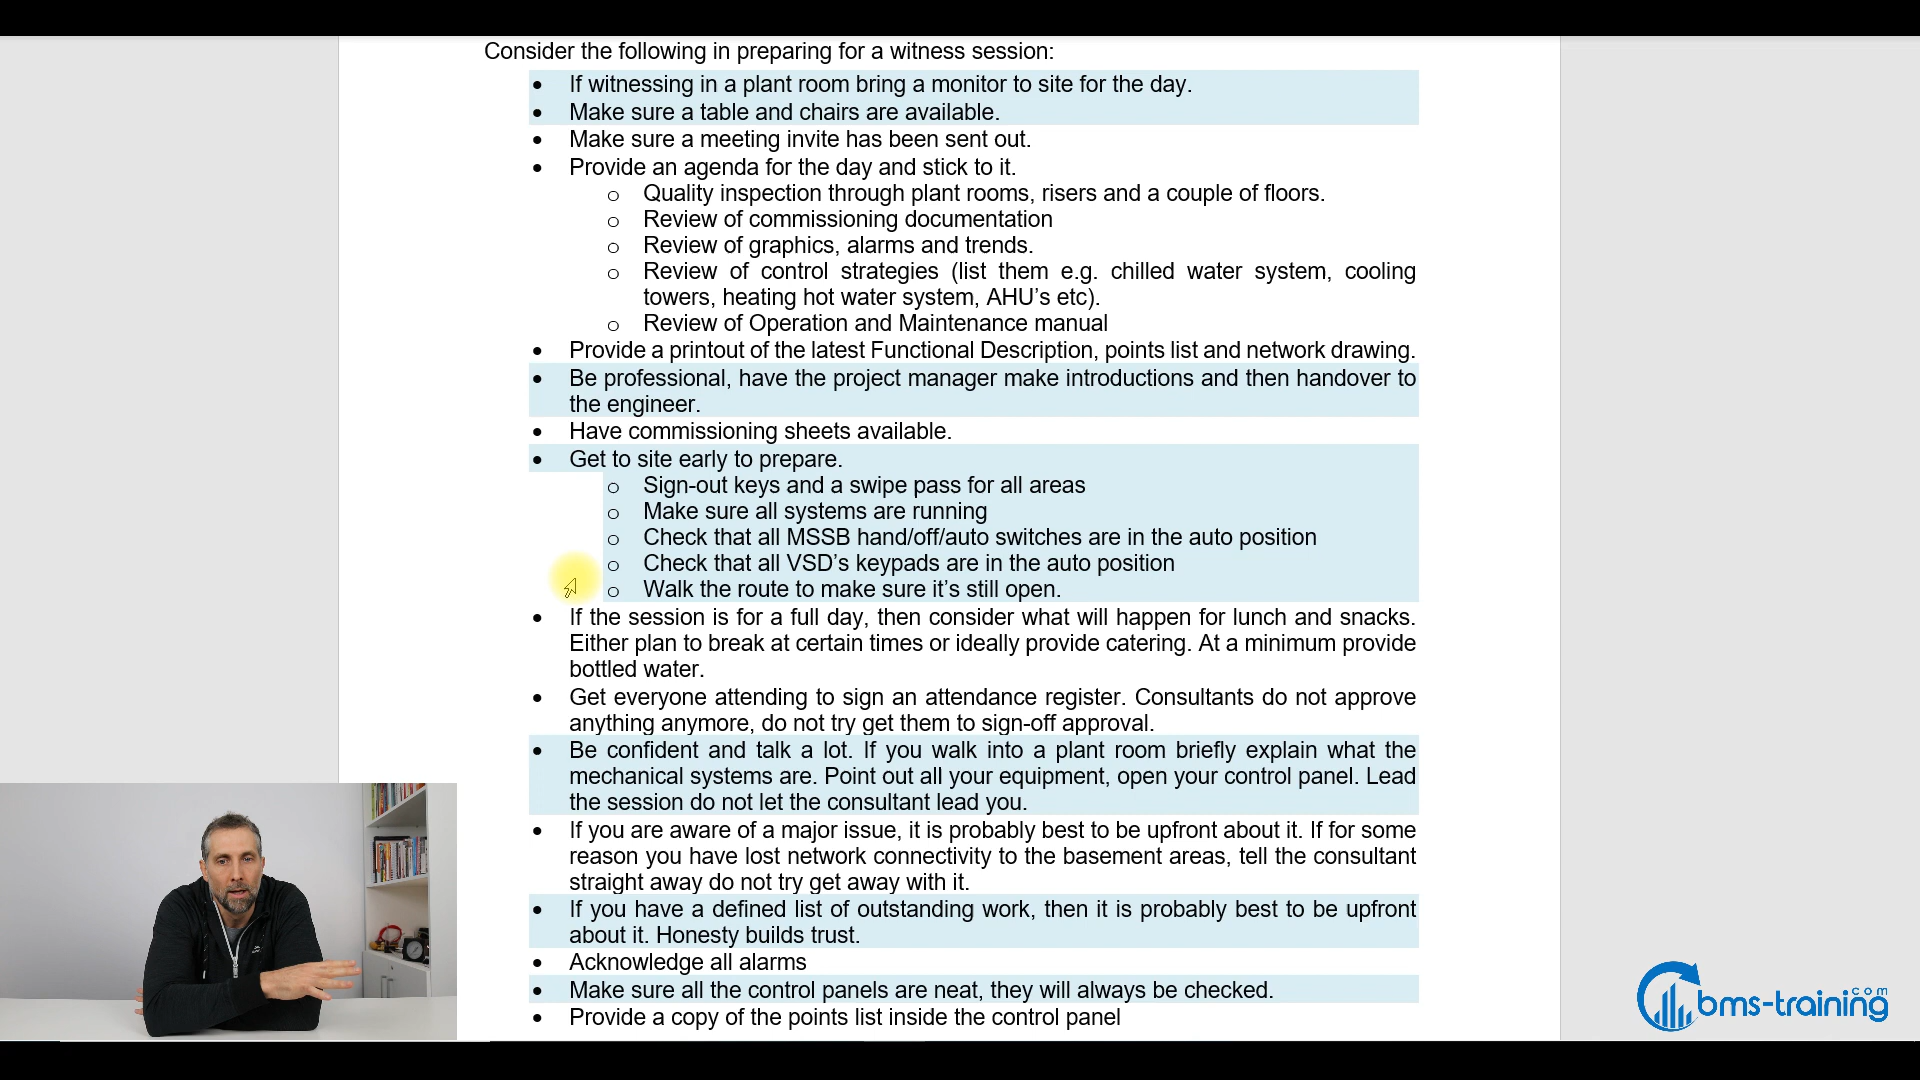 Consider the following in preparing for a witness session:
• If witnessing in a plant room bring a monitor to site for the day.
• Make sure a table and chairs are available.
• Make sure a meeting invite has been sent out.
• Provide an agenda for the day and stick to it.
o Quality inspection through plant rooms, risers and a couple of floors.
o Review of commissioning documentation
o Review of graphics, alarms and trends.
o Review of control strategies (list them e.g. chilled water system, cooling
towers, heating hot water system, AHU's etc).
o Review of Operation and Maintenance manual
• Provide a printout of the latest Functional Description, points list and network drawing.
• Be professional, have the project manager make introductions and then handover to
the engineer.
• Have commissioning sheets available.
• Get to site early to prepare.
o Sign-out keys and a swipe pass for all areas
o Make sure all systems are running
o Check that all MSSB hand/off/auto switches are in the auto position
o Check that all VSD's keypads are in the auto position
o Walk the route to make sure it's still open.
• If the session is for a full day, then consider what will happen for lunch and snacks.
Either plan to break at certain times or ideally provide catering. At a minimum provide
bottled water.
• Get everyone attending to sign an attendance register. Consultants do not approve
anything anymore, do not try get them to sign-off approval.
• Be confident and talk a lot. If you walk into a plant room briefly explain what the
mechanical systems are. Point out all your equipment, open your control panel. Lead
the session do not let the consultant lead you.
• If you are aware of a major issue, it is probably best to be upfront about it. If for some
reason you have lost network connectivity to the basement areas, tell the consultant
straight away do not try get away with it.
• If you have a defined list of outstanding work, then it is probably best to be upfront
about it. Honesty builds trust.
• Acknowledge all alarms
• Make sure all the control panels are neat, they will always be checked.
• Provide a copy of the points list inside the control panel
bms-training.com